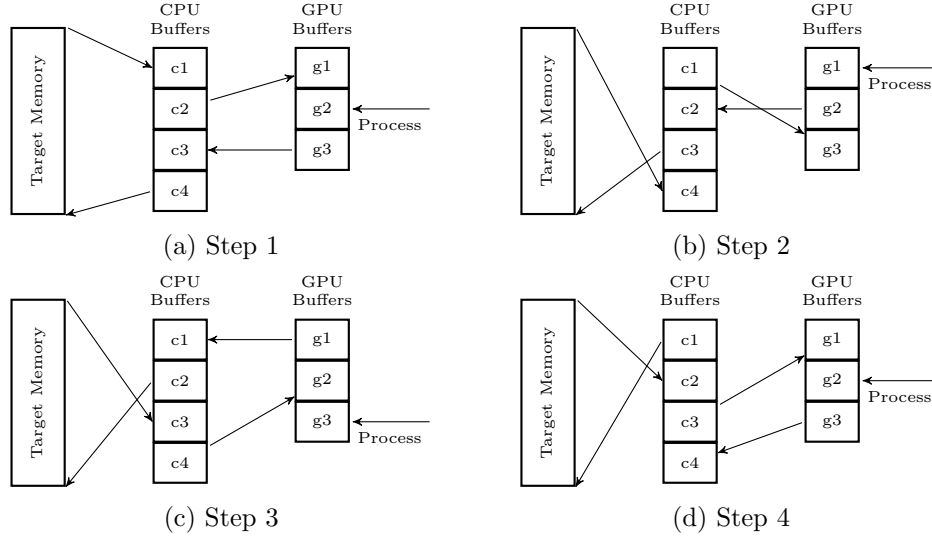 CPU
Buffers
GPU
Buffers
Target Memory
c1
c2
c3
c4
g1
g2
g3
Process
(a) Step 1
CPU
Buffers
GPU
Buffers
Target Memory
c1
c2
c3
c4
g1
g2
g3
Process
(b) Step 2
CPU
Buffers
GPU
Buffers
Target Memory
c1
c2
c3
c4
g1
g2
g3
Process
(c) Step 3
CPU
Buffers
GPU
Buffers
Target Memory
c1
c2
c3
c4
g1
g2
g3
Process
(d) Step 4